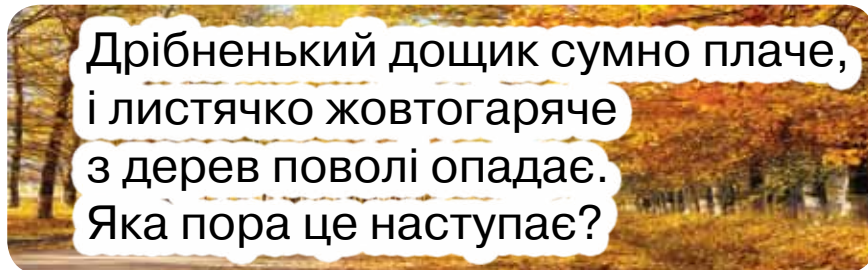 Дрібненький дощик сумно плаче,
і листячко жовтогаряче
з дерев поволі опадає.
Яка пора це наступає?